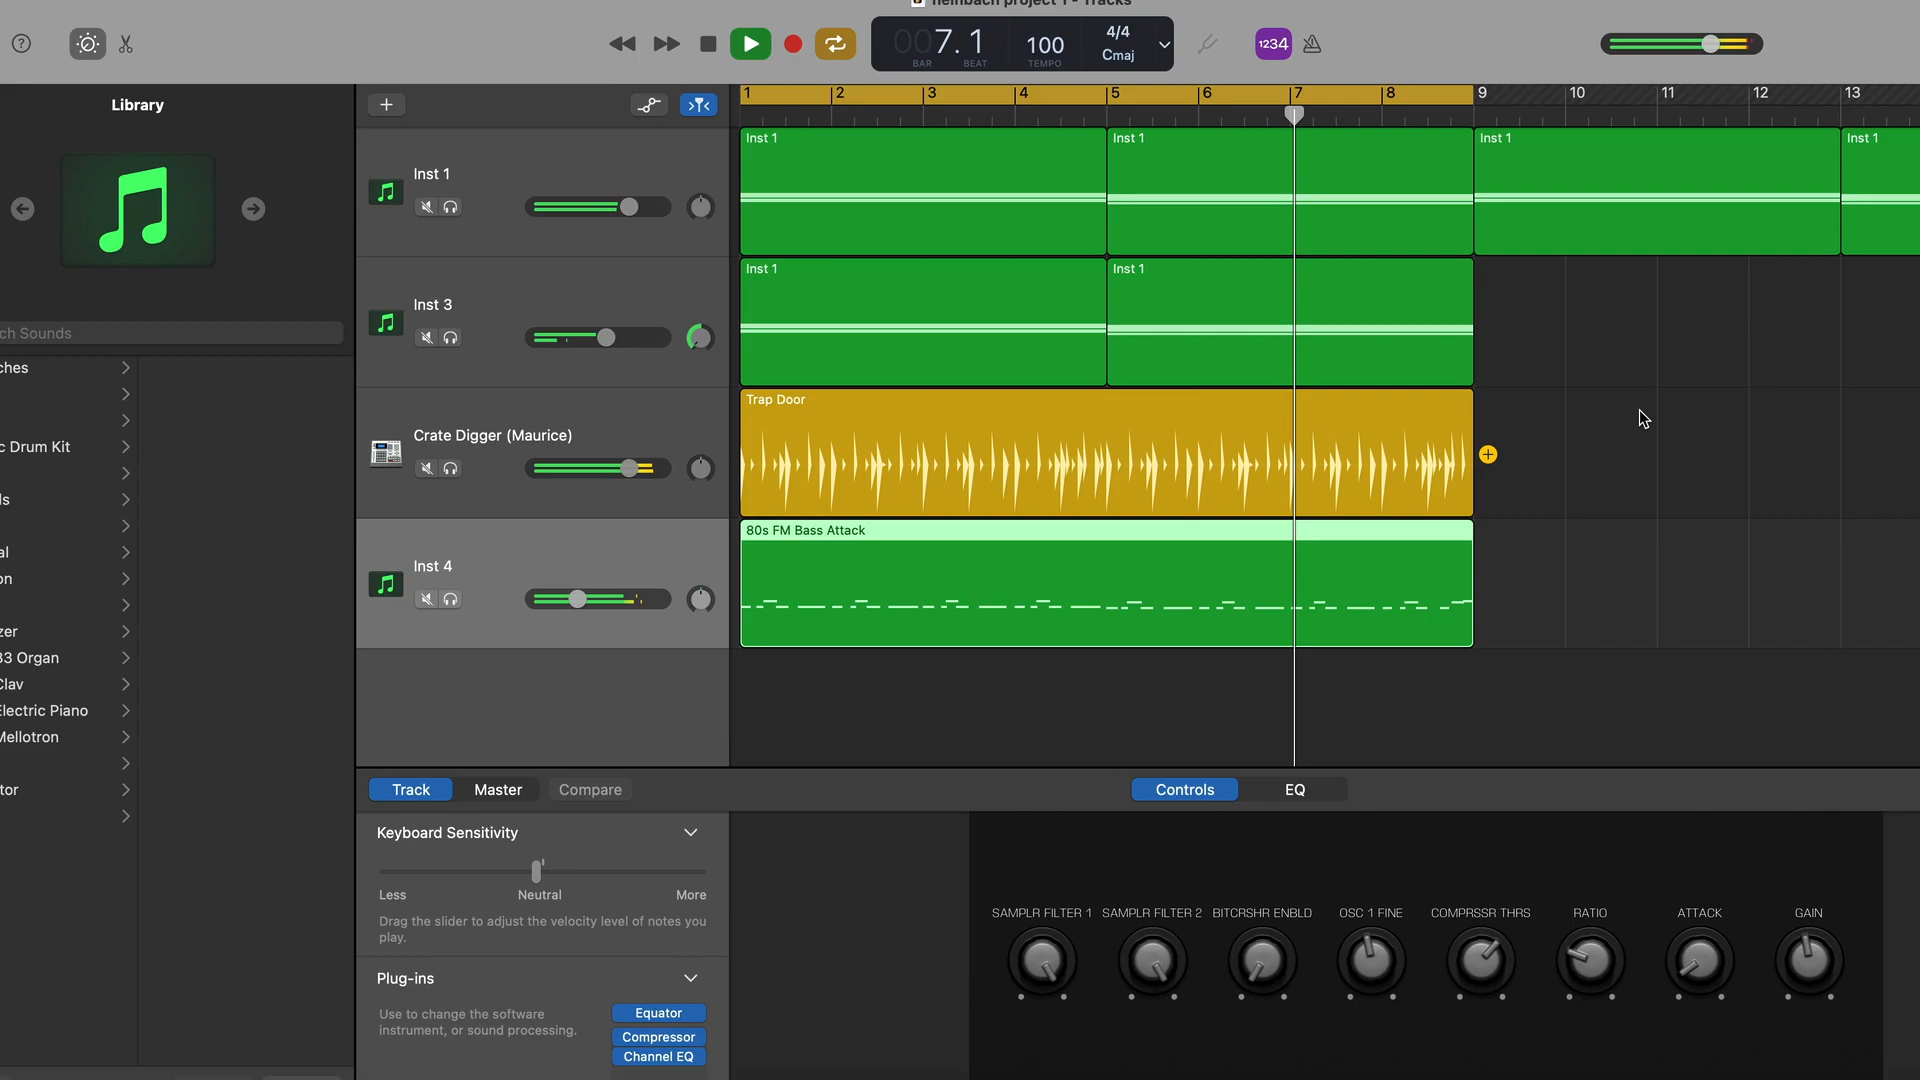 heinbach project 1 - Tracks
007.1
BAR
BEAT
100
TEMPO
4/4
Cmaj
1234
Library
1
2
3
4
5
6
7
8
9
10
11
12
13
Inst 1
Inst 1
Inst 1
Inst 1
Inst 1
Inst 3
Inst 1
Inst 1
ch Sounds
ches
c Drum Kit
ls
al
on
zer
B3 Organ
Clav
Electric Piano
Mellotron
tor
Crate Digger (Maurice)
Trap Door
Inst 4
80s FM Bass Attack
Track
Master
Compare
Controls
EQ
Keyboard Sensitivity
Less
Neutral
More
Drag the slider to adjust the velocity level of notes you
play.
Plug-ins
Use to change the software
instrument, or sound processing.
Equator
Compressor
Channel EQ
SAMPLR FILTER 1
SAMPLR FILTER 2
BITCRSHR ENBLD
OSC 1 FINE
COMPRSSR THRS
RATIO
ATTACK
GAIN